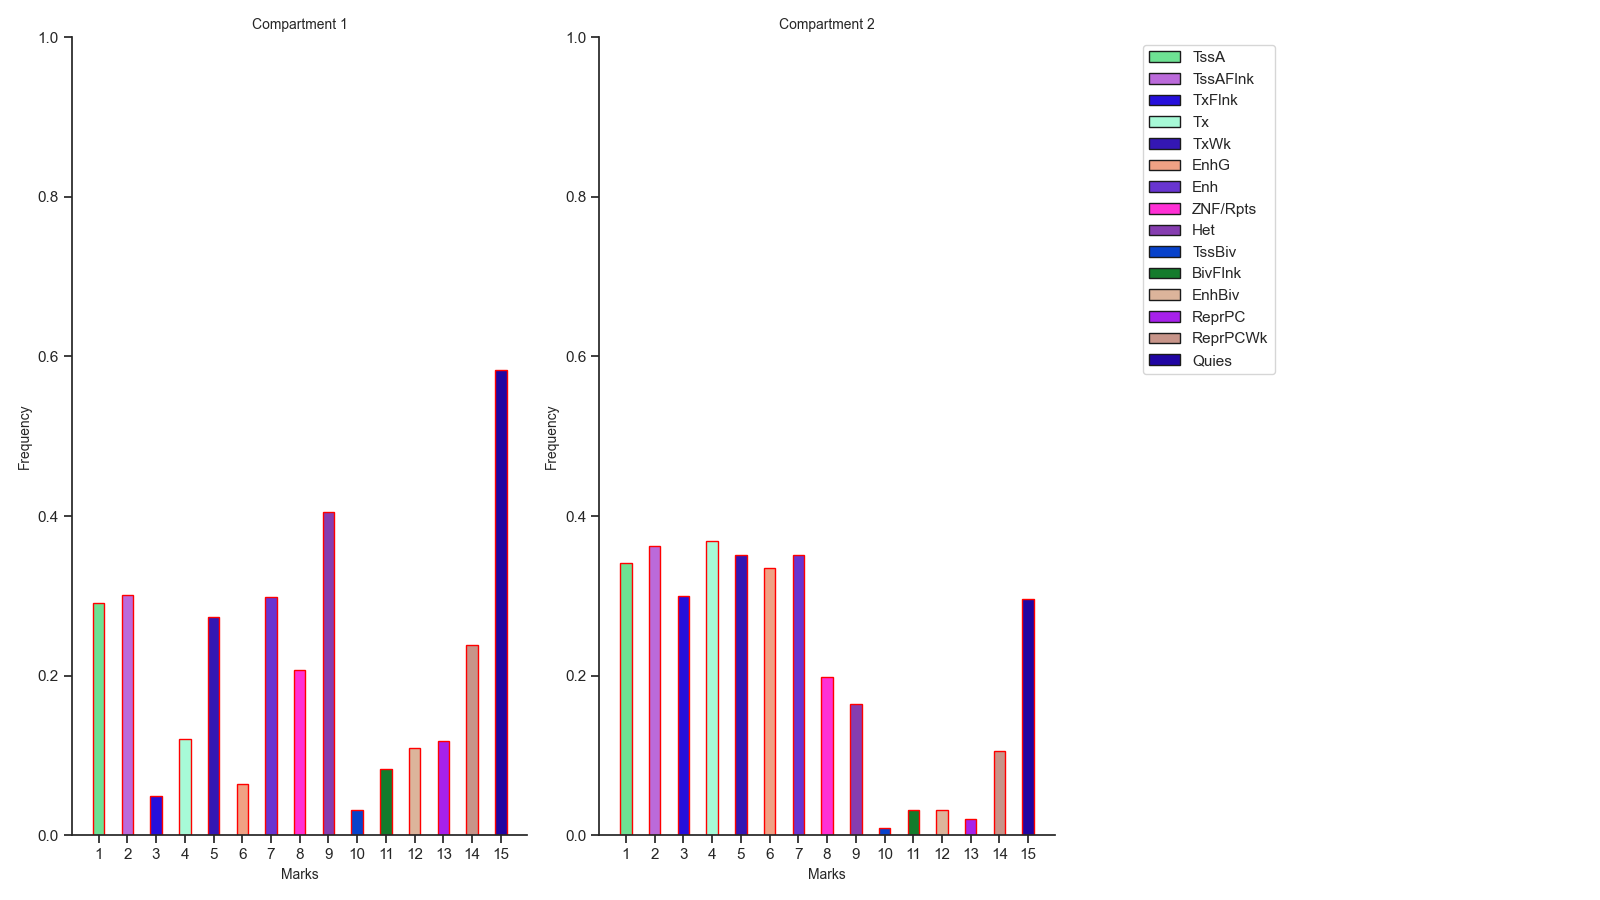 Compartment 1
1.0
0.8
0.6
0.4
0.2
0.0
Frequency
1 2 3 4 5 6 7 8 9 10 11 12 13 14 15
Marks
Compartment 2
1.0
0.8
0.6
0.4
0.2
0.0
Frequency
1 2 3 4 5 6 7 8 9 10 11 12 13 14 15
Marks
TssA
TssAFlnk
TxFlnk
Tx
TxWk
EnhG
Enh
ZNF/Rpts
Het
TssBiv
BivFlnk
EnhBiv
ReprPC
ReprPCWk
Quies